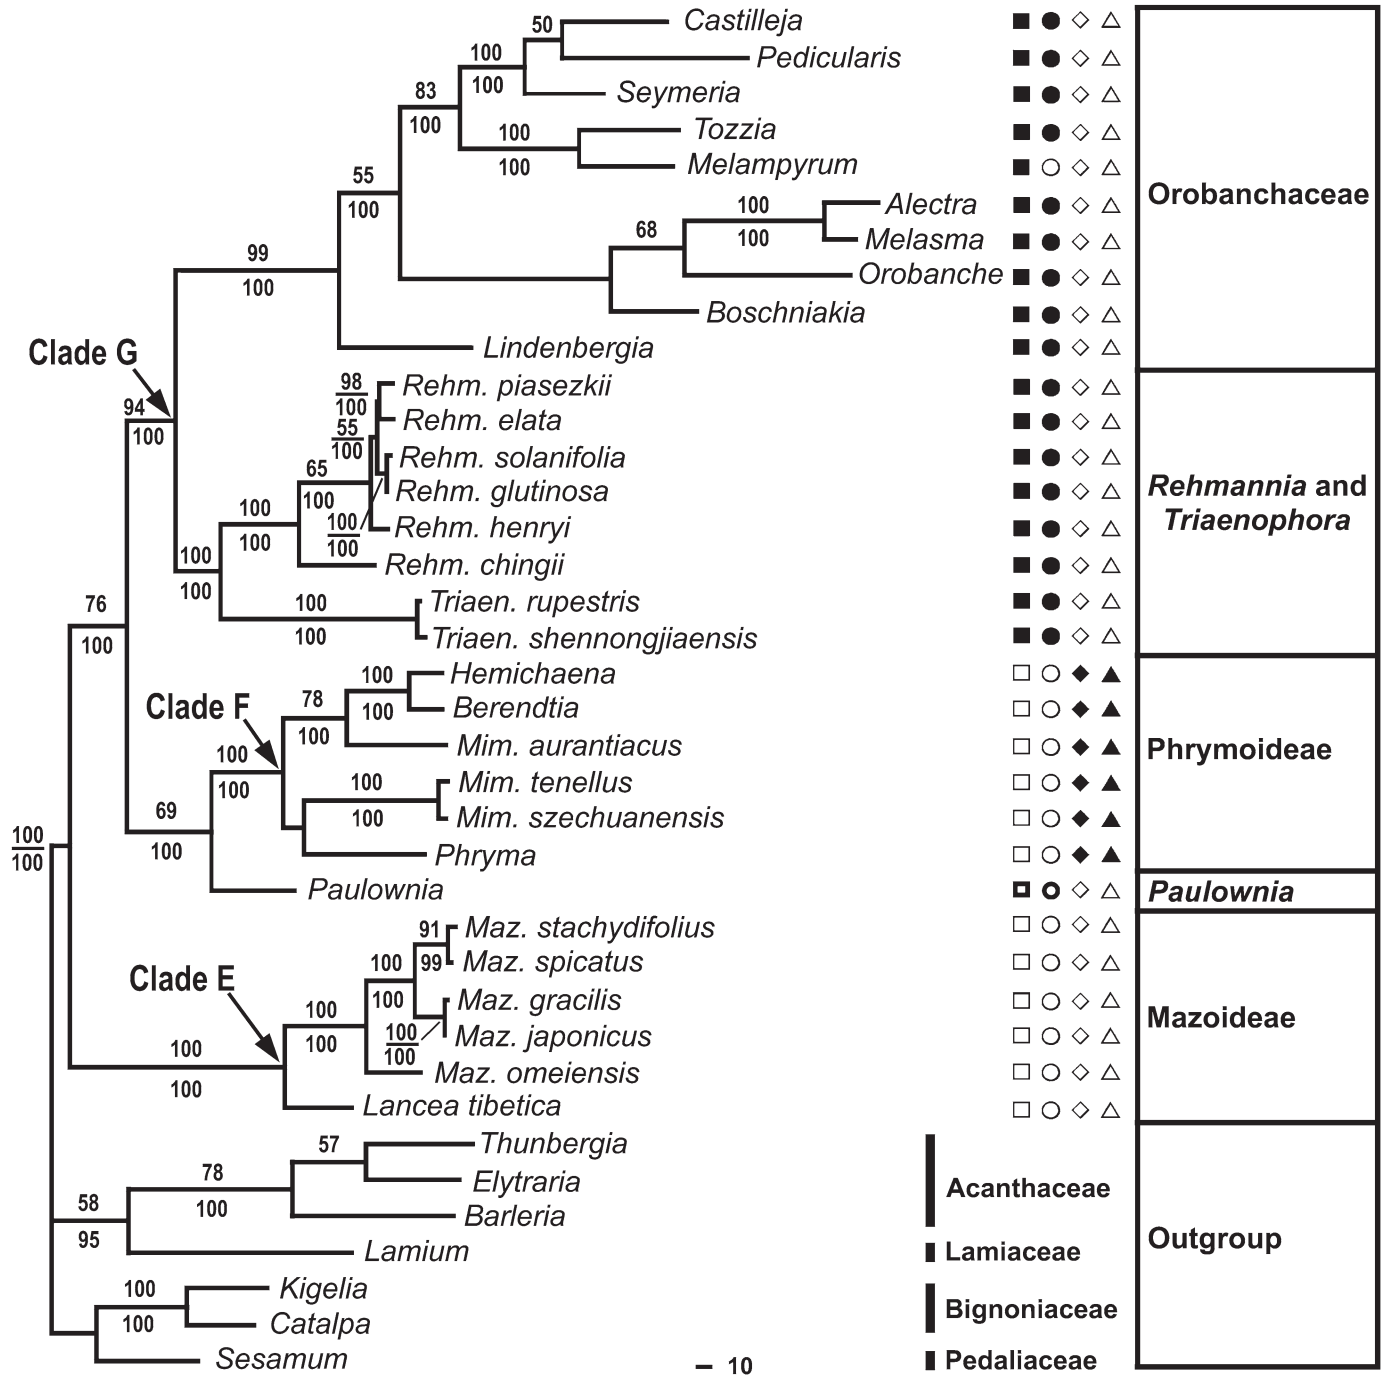 50
Castilleja
100
Pedicularis
83
100
Seymeria
100
100
Tozzia
55
100
Melampyrum
100
Orobanchaceae
100
Alectra
99
68
100
Melasma
100
Orobanche
Boschniakia
Clade G
Lindenbergia
98
100
Rehm. piasezkii
94
100
55
100
Rehm. elata
65
100
Rehm. solanifolia
Rehmannia and
Triaenophora
100
100
Rehm. glutinosa
100
100
Rehm. henryi
100
100
Rehm. chingii
76
100
100
100
Triaen. rupestris
Triaen. shennongjiaensis
Clade F
100
100
Hemichaena
78
100
Berendtia
100
100
Mim. aurantiacus
Phrymoideae
69
100
100
100
Mim. tenellus
Mim. szechuanensis
100
100
Phryma
Paulownia
Paulownia
91
99
Maz. stachydifolius
Clade E
100
100
Maz. spicatus
100
100
Maz. gracilis
Mazoideae
100
100
Maz. japonicus
100
100
Maz. omeiensis
Lancea tibetica
57
Thunbergia
78
100
Elytraria
Acanthaceae
58
95
Barleria
Outgroup
Lamium
Lamiaceae
100
100
Kigelia
Catalpa
Bignoniaceae
Sesamum
10
Pedaliaceae